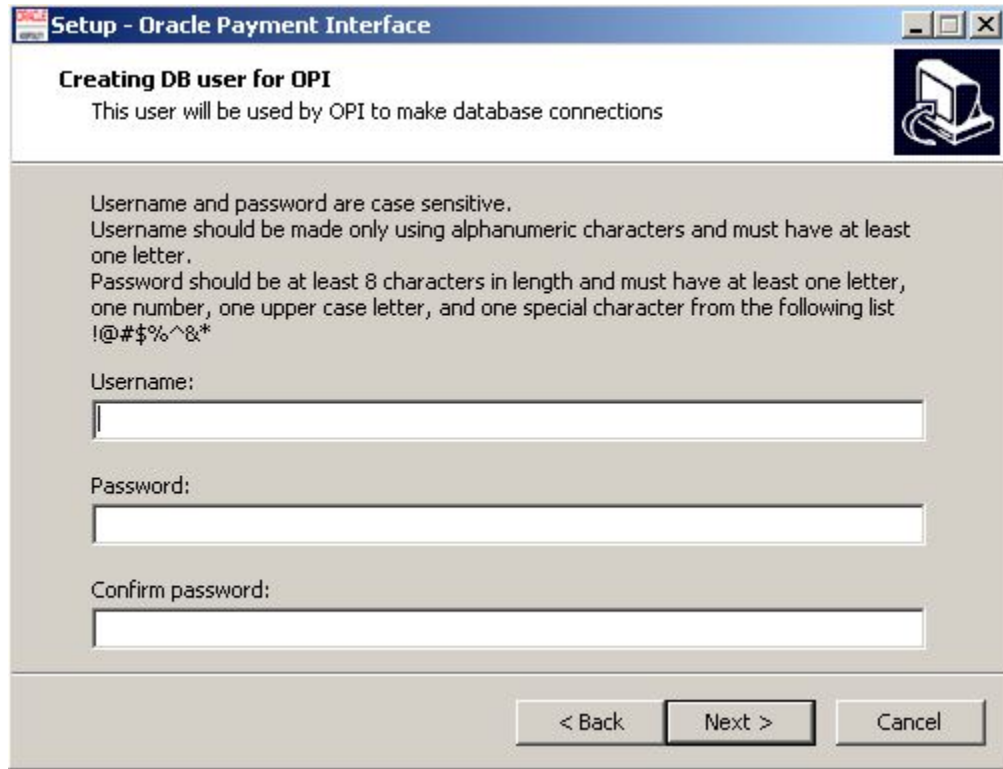 Setup - Oracle Payment Interface
Creating DB user for OPI
This user will be used by OPI to make database connections
Username and password are case sensitive.
Username should be made only using alphanumeric characters and must have at least
one letter.
Password should be at least 8 characters in length and must have at least one letter,
one number, one upper case letter, and one special character from the following list
!@#$%^&*
Username:
Password:
Confirm password:
< Back
Next >
Cancel